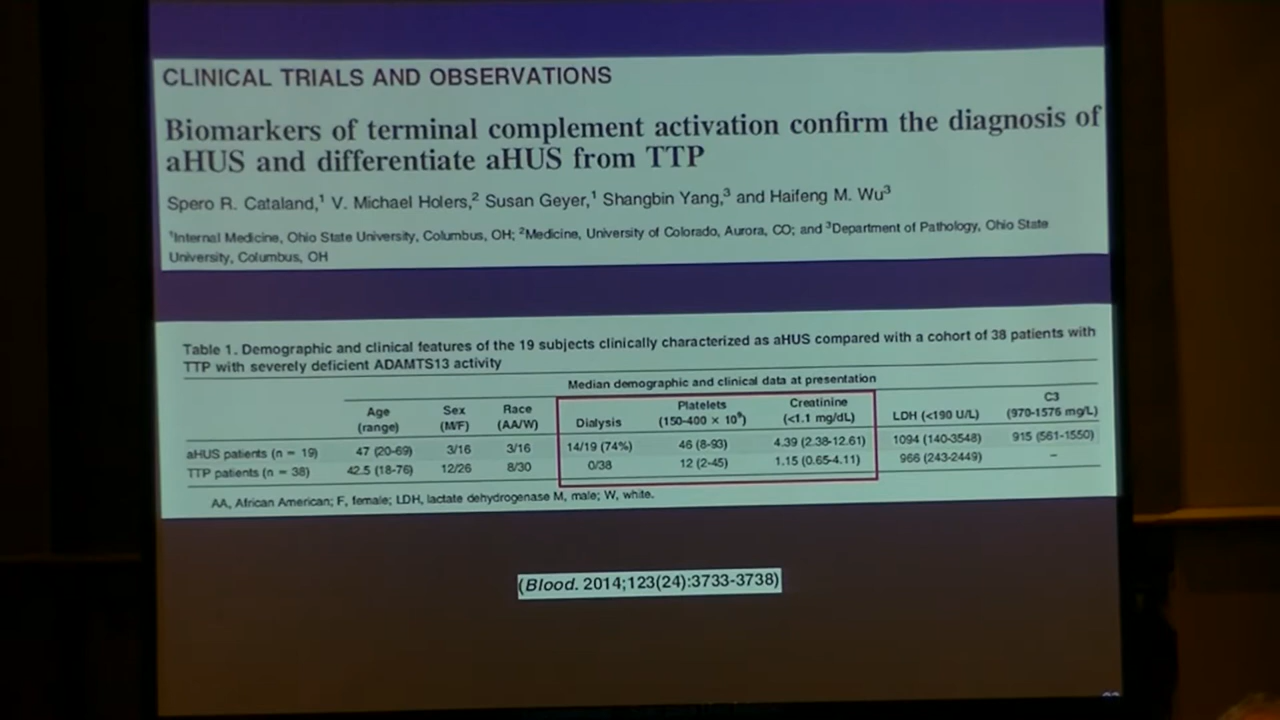 CLINICAL TRIALS AND OBSERVATIONS
Biomarkers of terminal complement activation confirm the diagnosis of
aHUS and differentiate aHUS from TTP
Spero R. Cataland,¹ V. Michael Holers,² Susan Geyer,¹ Shangbin Yang,³ and Haifeng M. Wu³
¹Internal Medicine, Ohio State University, Columbus, OH; ²Medicine, University of Colorado, Aurora, CO; and ³Department of Pathology, Ohio State
University, Columbus, OH
Table 1. Demographic and clinical features of the 19 subjects clinically characterized as aHUS compared with a cohort of 38 patients with
TTP with severely deficient ADAMTS13 activity
Median demographic and clinical data at presentation
Age Sex Race Platelets Creatinine C3
(range) (M/F) (AA/W) Dialysis (150-400 × 10⁹) (<1.1 mg/dL) LDH (<190 U/L) (970-1576 mg/L)
aHUS patients (n = 19) 47 (20-69) 3/16 3/16 14/19 (74%) 46 (8-93) 4.39 (2.38-12.61) 1094 (140-3548) 915 (561-1550)
TTP patients (n = 38) 42.5 (18-76) 12/26 8/30 0/38 12 (2-45) 1.15 (0.65-4.11) 966 (243-2449) –
AA, African American; F, female; LDH, lactate dehydrogenase M, male; W, white.
(Blood. 2014;123(24):3733-3738)